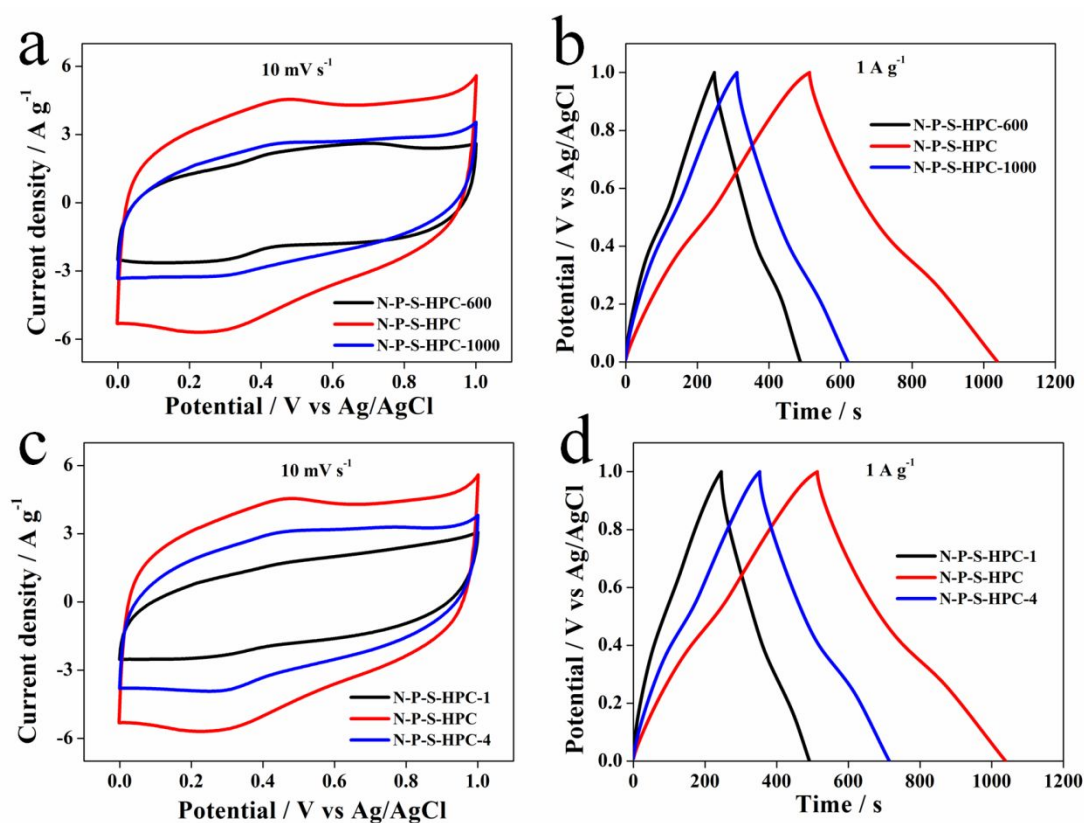 a
10 mV s⁻¹
Current density / A g⁻¹
6
3
0
-3
-6
N-P-S-HPC-600
N-P-S-HPC
N-P-S-HPC-1000
0.0 0.2 0.4 0.6 0.8 1.0
Potential / V vs Ag/AgCl
b
1 A g⁻¹
Potential / V vs Ag/AgCl
1.0
0.8
0.6
0.4
0.2
0.0
N-P-S-HPC-600
N-P-S-HPC
N-P-S-HPC-1000
0 200 400 600 800 1000 1200
Time / s
c
10 mV s⁻¹
Current density / A g⁻¹
6
3
0
-3
-6
N-P-S-HPC-1
N-P-S-HPC
N-P-S-HPC-4
0.0 0.2 0.4 0.6 0.8 1.0
Potential / V vs Ag/AgCl
d
1 A g⁻¹
Potential / V vs Ag/AgCl
1.0
0.8
0.6
0.4
0.2
0.0
N-P-S-HPC-1
N-P-S-HPC
N-P-S-HPC-4
0 200 400 600 800 1000 1200
Time / s